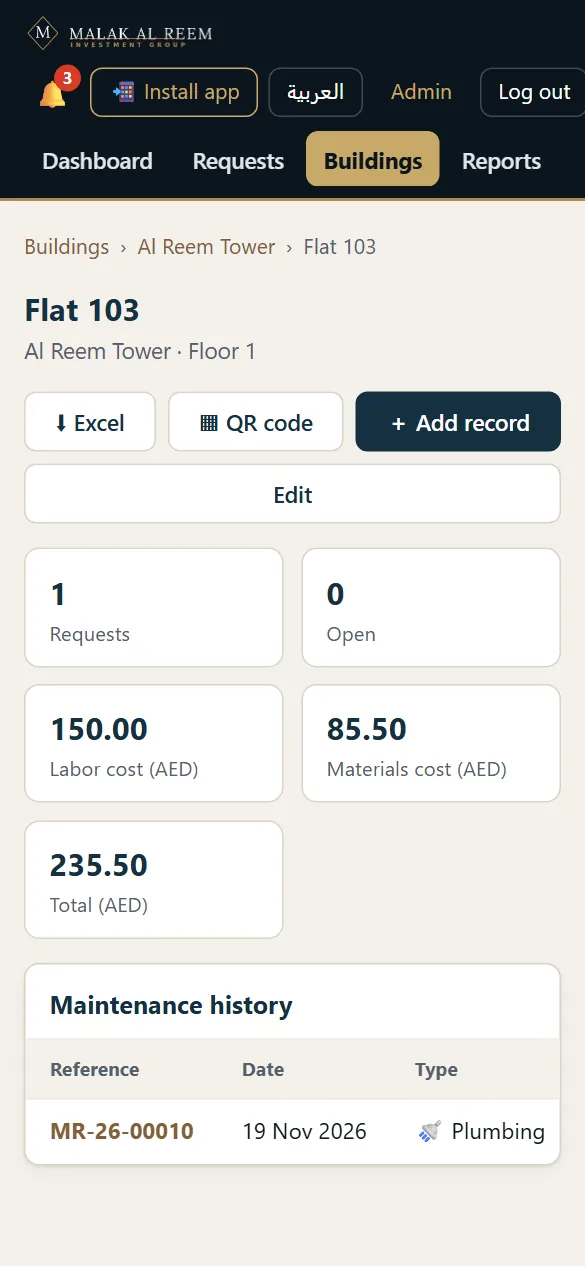 MALAK AL REEM
INVESTMENT GROUP
3
Install app
العربية
Admin
Log out
Dashboard
Requests
Buildings
Reports
Buildings › Al Reem Tower › Flat 103
Flat 103
Al Reem Tower · Floor 1
⬇ Excel
▦ QR code
+ Add record
Edit
1
Requests
0
Open
150.00
Labor cost (AED)
85.50
Materials cost (AED)
235.50
Total (AED)
Maintenance history
Reference Date Type
MR-26-00010 19 Nov 2026 Plumbing